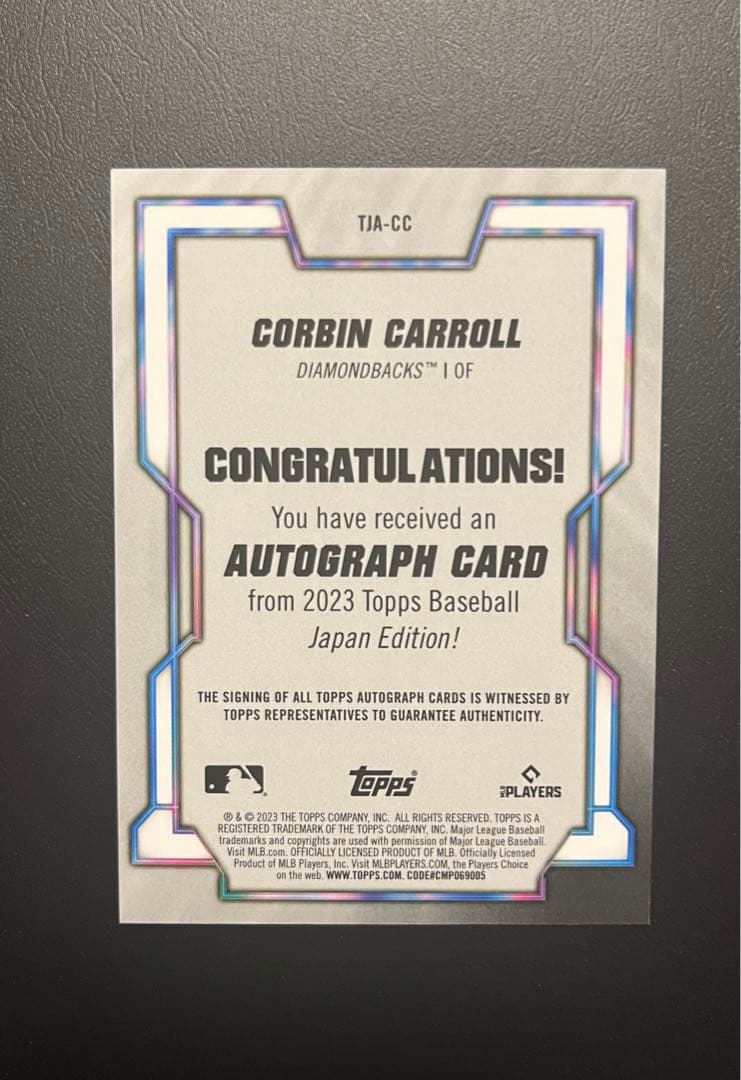 TJA-CC
CORBIN CARROLL
DIAMONDBACKS™ | OF
CONGRATULATIONS!
You have received an
AUTOGRAPH CARD
from 2023 Topps Baseball
Japan Edition!
THE SIGNING OF ALL TOPPS AUTOGRAPH CARDS IS WITNESSED BY
TOPPS REPRESENTATIVES TO GUARANTEE AUTHENTICITY.
topps®
MLB PLAYERS
® & © 2023 THE TOPPS COMPANY, INC. ALL RIGHTS RESERVED. TOPPS IS A
REGISTERED TRADEMARK OF THE TOPPS COMPANY, INC. Major League Baseball
trademarks and copyrights are used with permission of Major League Baseball.
Visit MLB.com. OFFICIALLY LICENSED PRODUCT OF MLB. Officially Licensed
Product of MLB Players, Inc. Visit MLBPLAYERS.COM, the Players Choice
on the web. WWW.TOPPS.COM. CODE#CMP069005